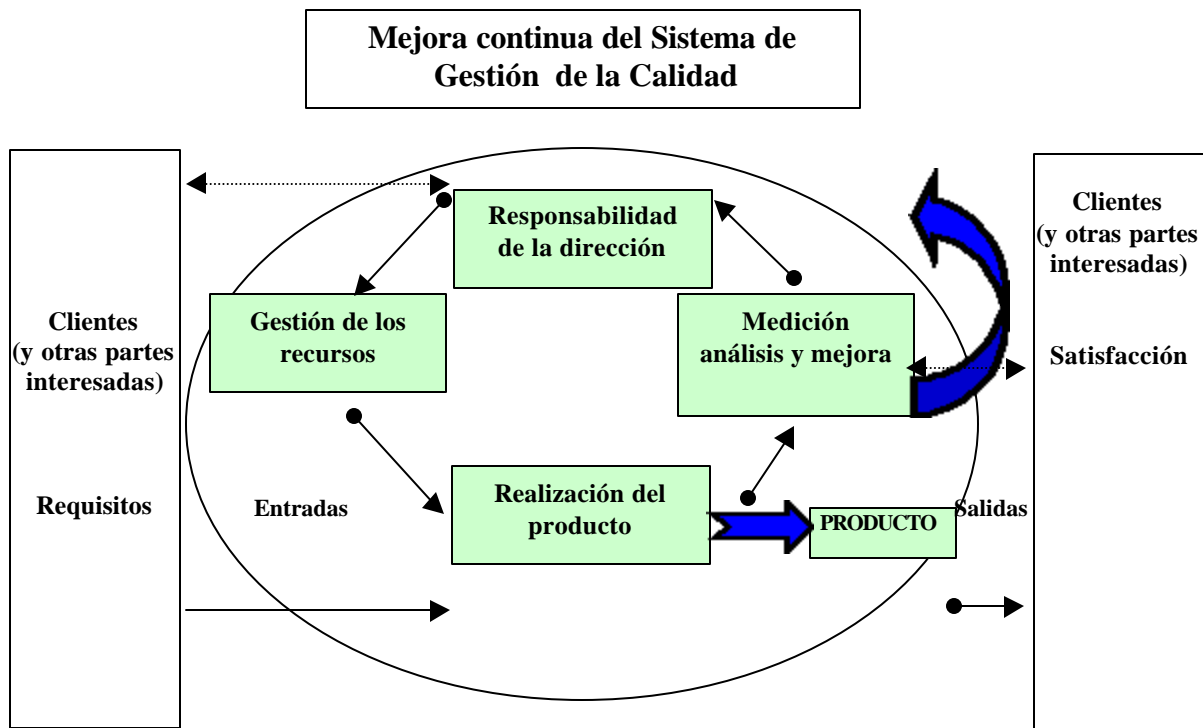 Mejora continua del Sistema de
Gestión de la Calidad
Clientes
(y otras partes
interesadas)
Requisitos
Entradas
Responsabilidad
de la dirección
Gestión de los
recursos
Medición
análisis y mejora
Realización del
producto
PRODUCTO
Salidas
Clientes
(y otras partes
interesadas)
Satisfacción